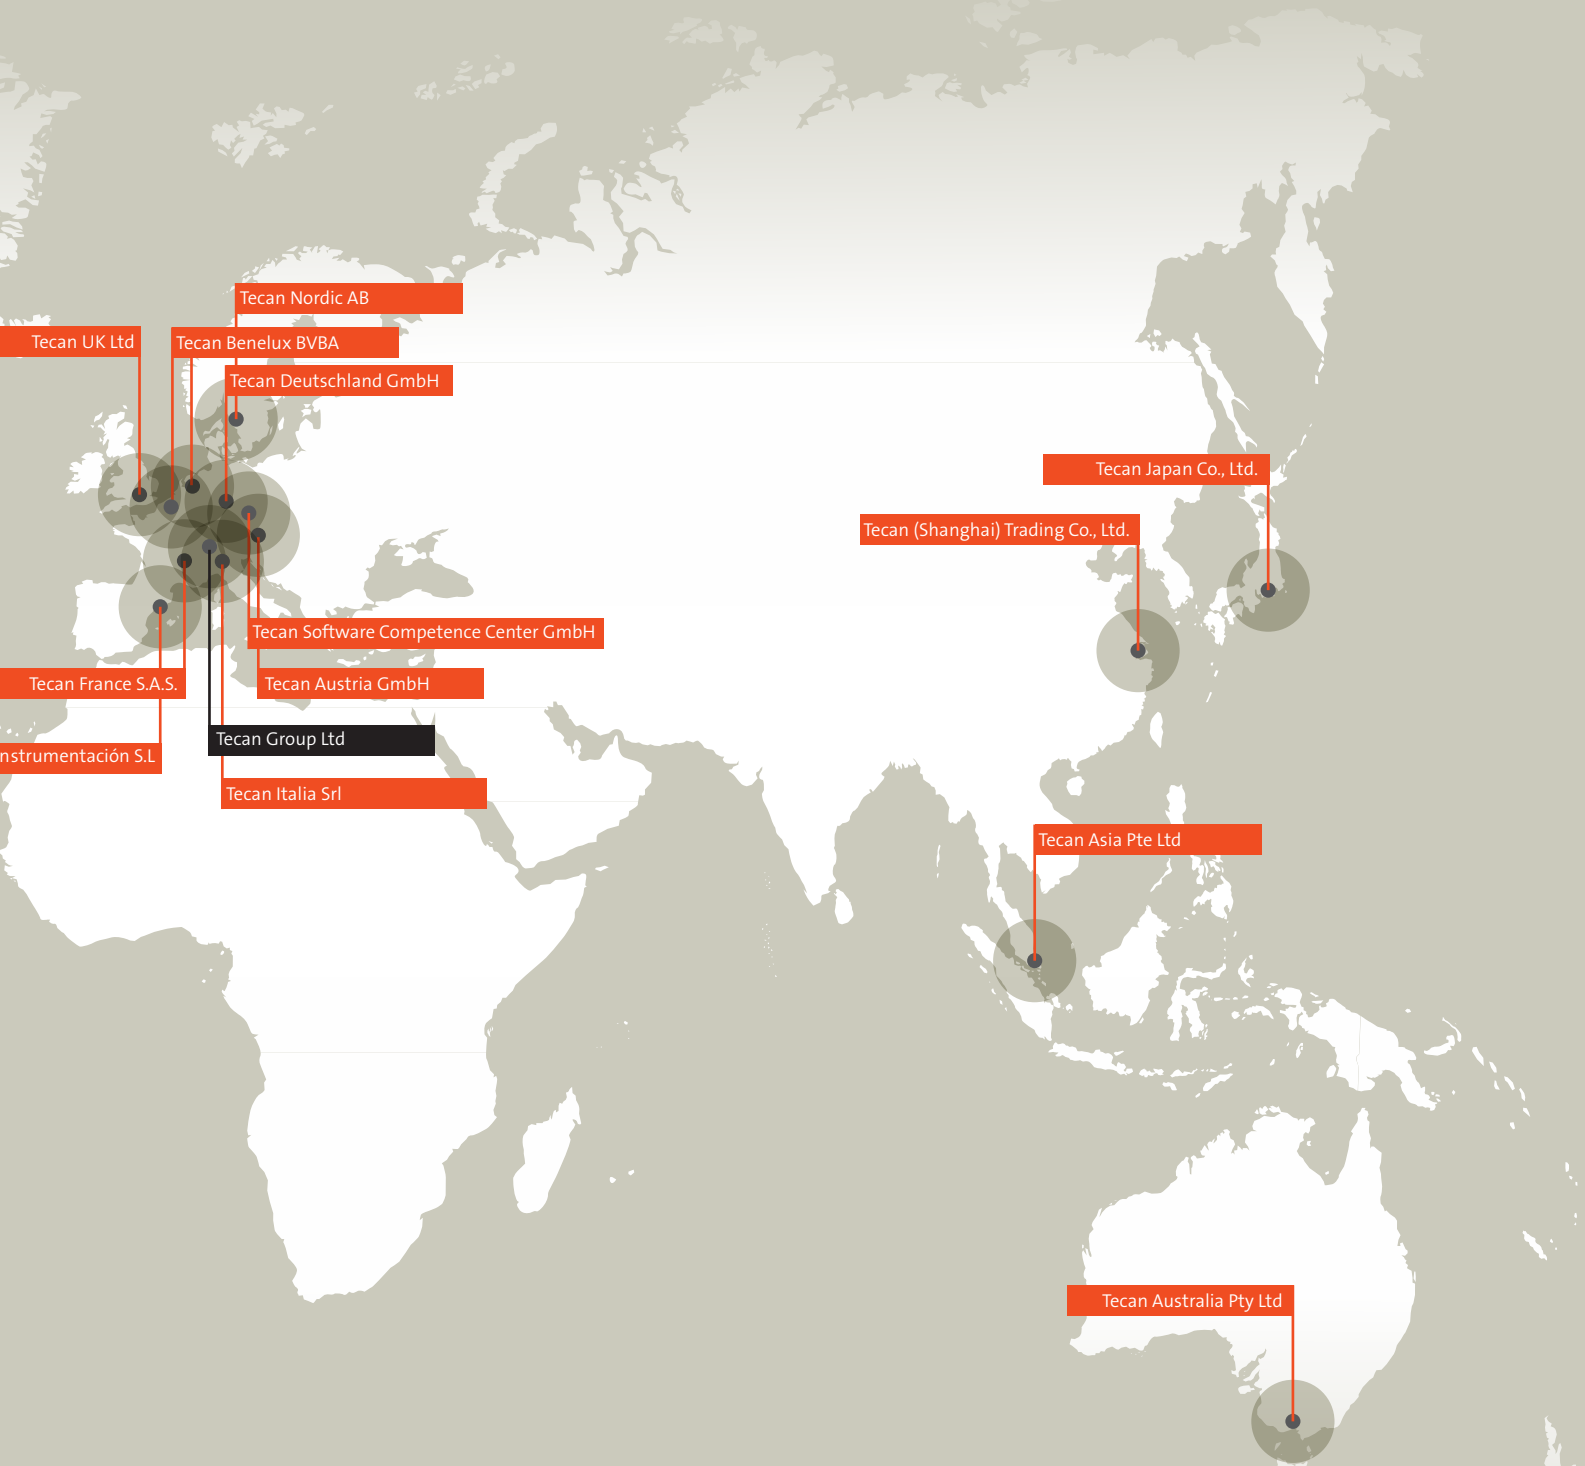 Tecan Nordic AB
Tecan UK Ltd
Tecan Benelux BVBA
Tecan Deutschland GmbH
Tecan Japan Co., Ltd.
Tecan (Shanghai) Trading Co., Ltd.
Tecan Software Competence Center GmbH
Tecan France S.A.S.
Tecan Austria GmbH
Tecan Group Ltd
nstrumentación S.L
Tecan Italia Srl
Tecan Asia Pte Ltd
Tecan Australia Pty Ltd